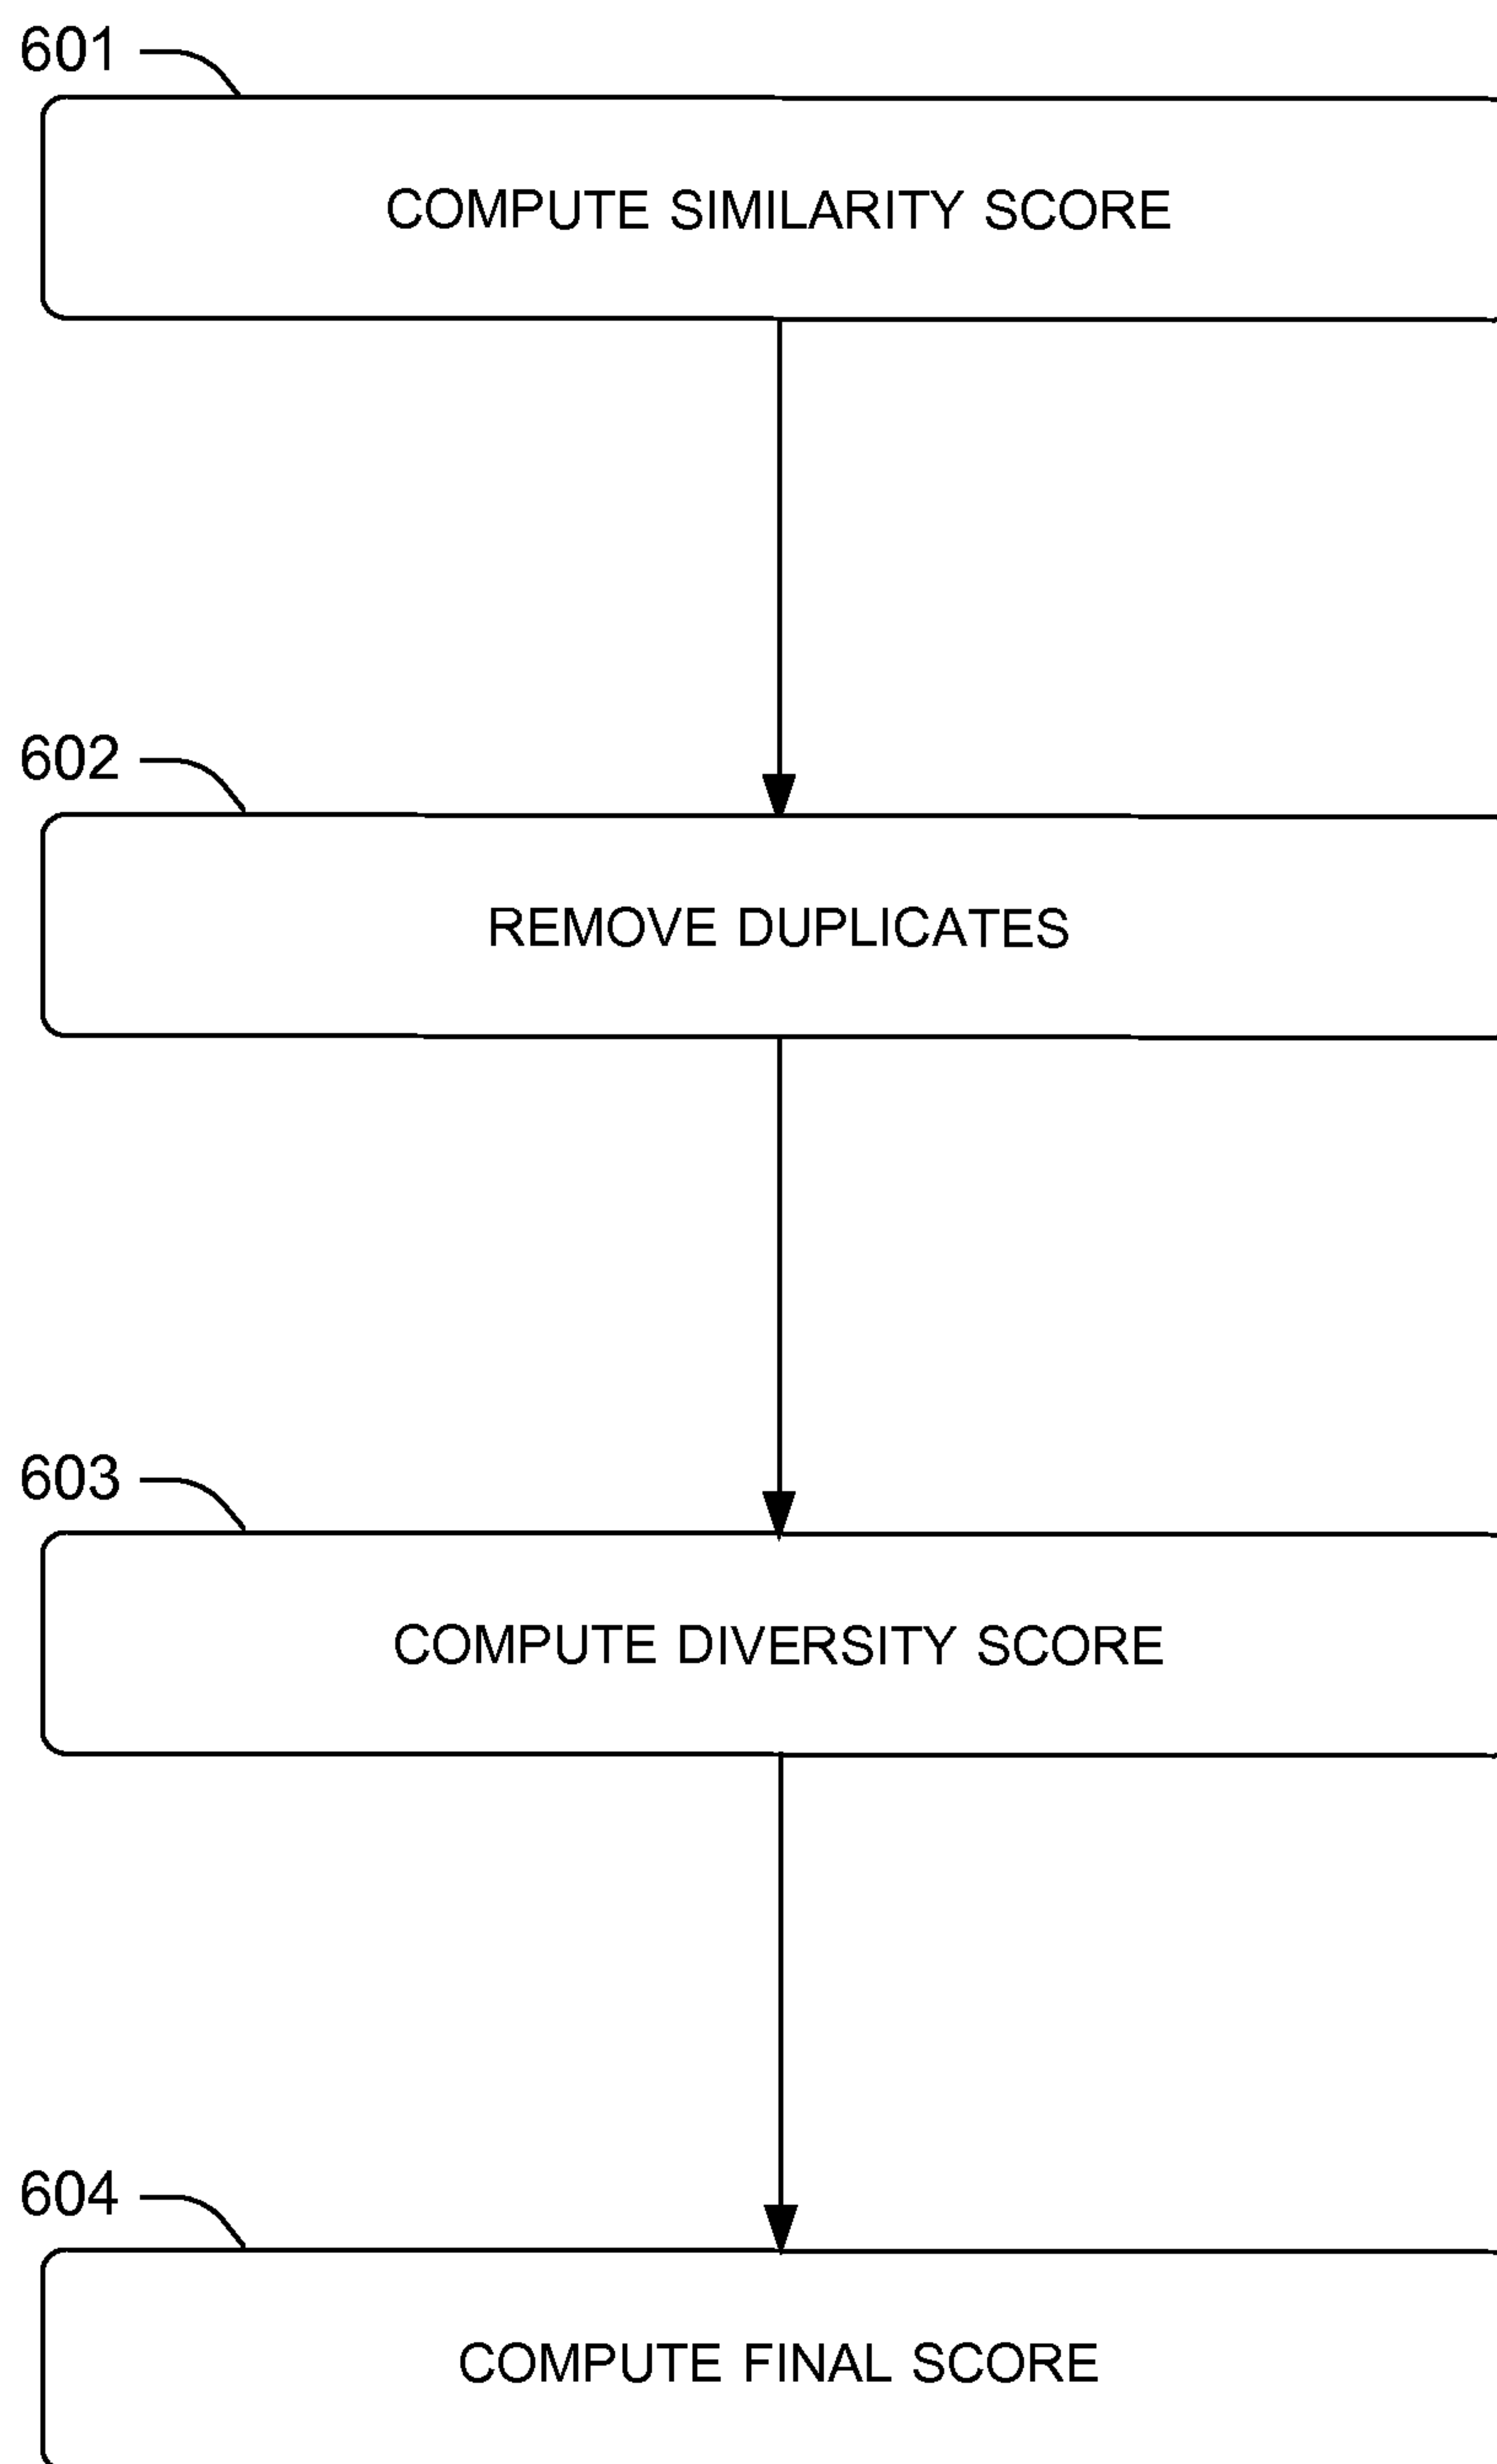 601
COMPUTE SIMILARITY SCORE
602
REMOVE DUPLICATES
603
COMPUTE DIVERSITY SCORE
604
COMPUTE FINAL SCORE